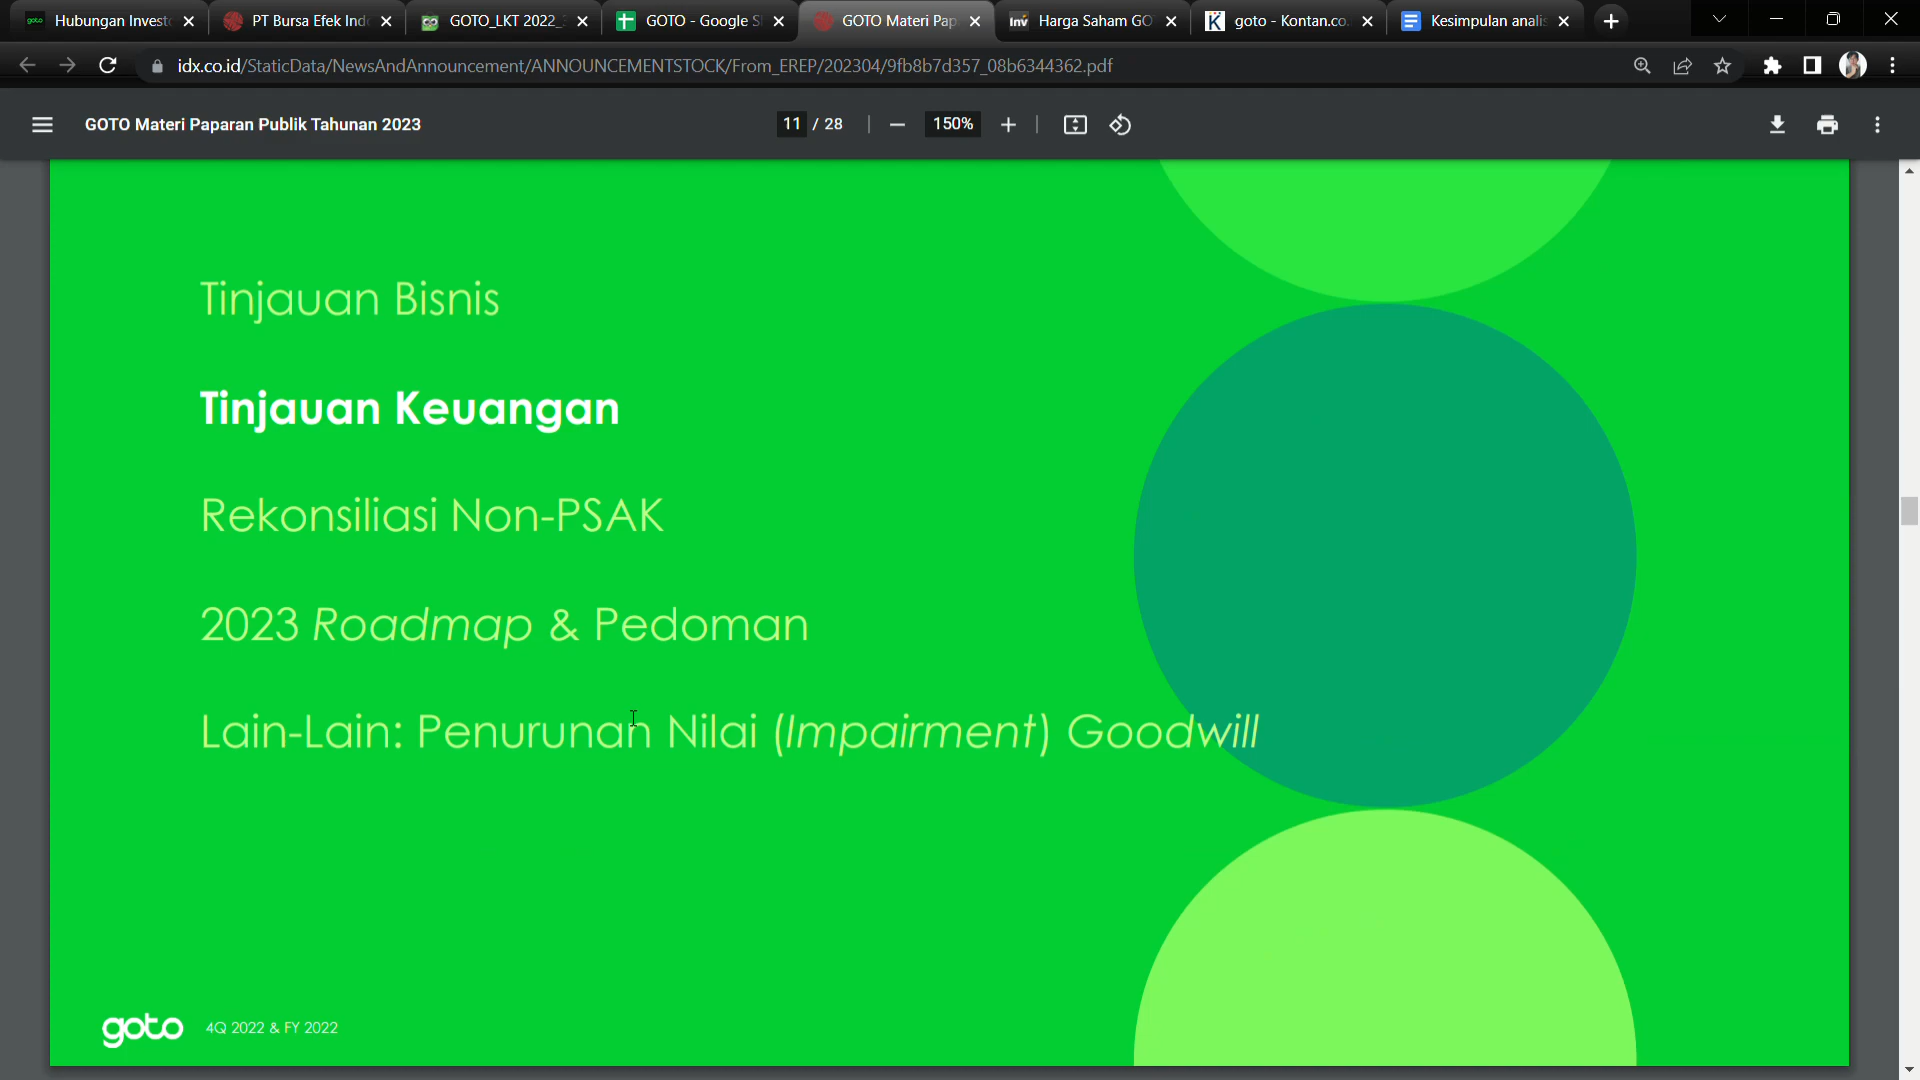 Hubungan Invest
PT Bursa Efek Ind
GOTO_LKT 2022_
GOTO - Google S
GOTO Materi Pap
Harga Saham GO
goto - Kontan.co.
Kesimpulan analis
idx.co.id/StaticData/NewsAndAnnouncement/ANNOUNCEMENTSTOCK/From_EREP/202304/9fb8b7d357_08b6344362.pdf
GOTO Materi Paparan Publik Tahunan 2023
11 / 28
150%
Tinjauan Bisnis
Tinjauan Keuangan
Rekonsiliasi Non-PSAK
2023 Roadmap & Pedoman
Lain-Lain: Penurunan Nilai (Impairment) Goodwill
goto 4Q 2022 & FY 2022